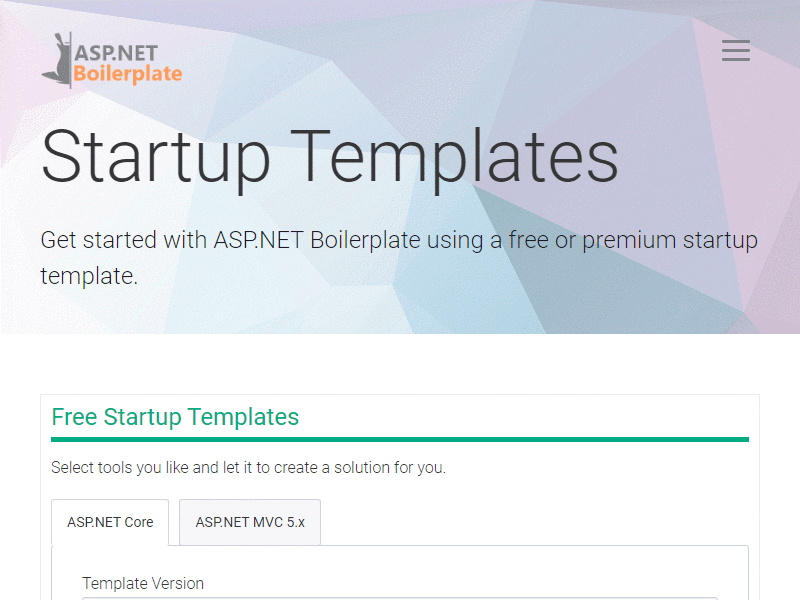 ASP.NET
Boilerplate
Startup Templates
Get started with ASP.NET Boilerplate using a free or premium startup
template.
Free Startup Templates
Select tools you like and let it to create a solution for you.
ASP.NET Core
ASP.NET MVC 5.x
Template Version